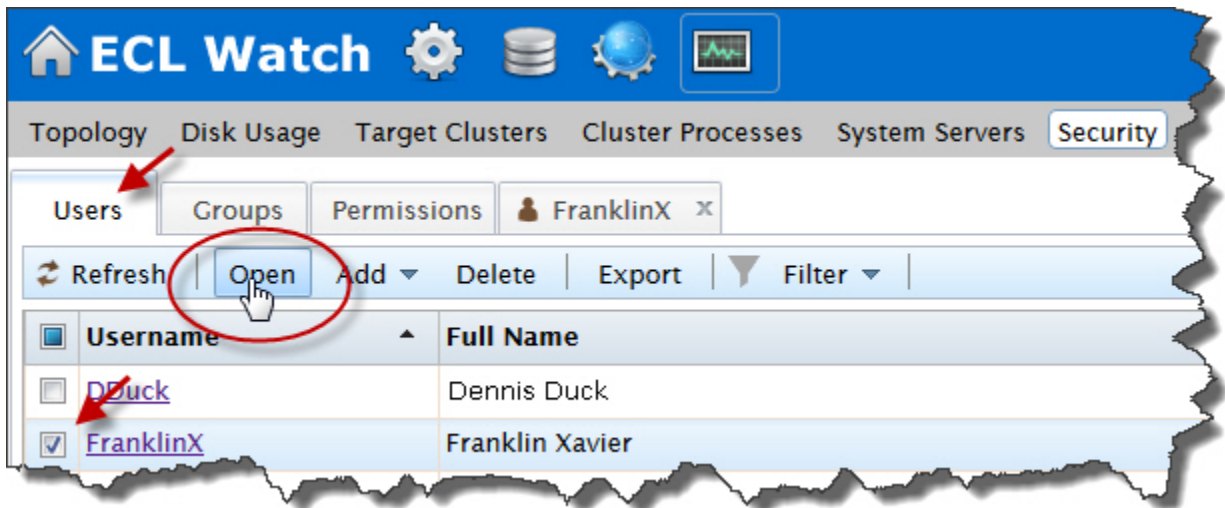 ECL Watch
Topology Disk Usage Target Clusters Cluster Processes System Servers Security
Users Groups Permissions FranklinX x
Refresh Open Add Delete Export Filter
Username Full Name
DDuck Dennis Duck
FranklinX Franklin Xavier